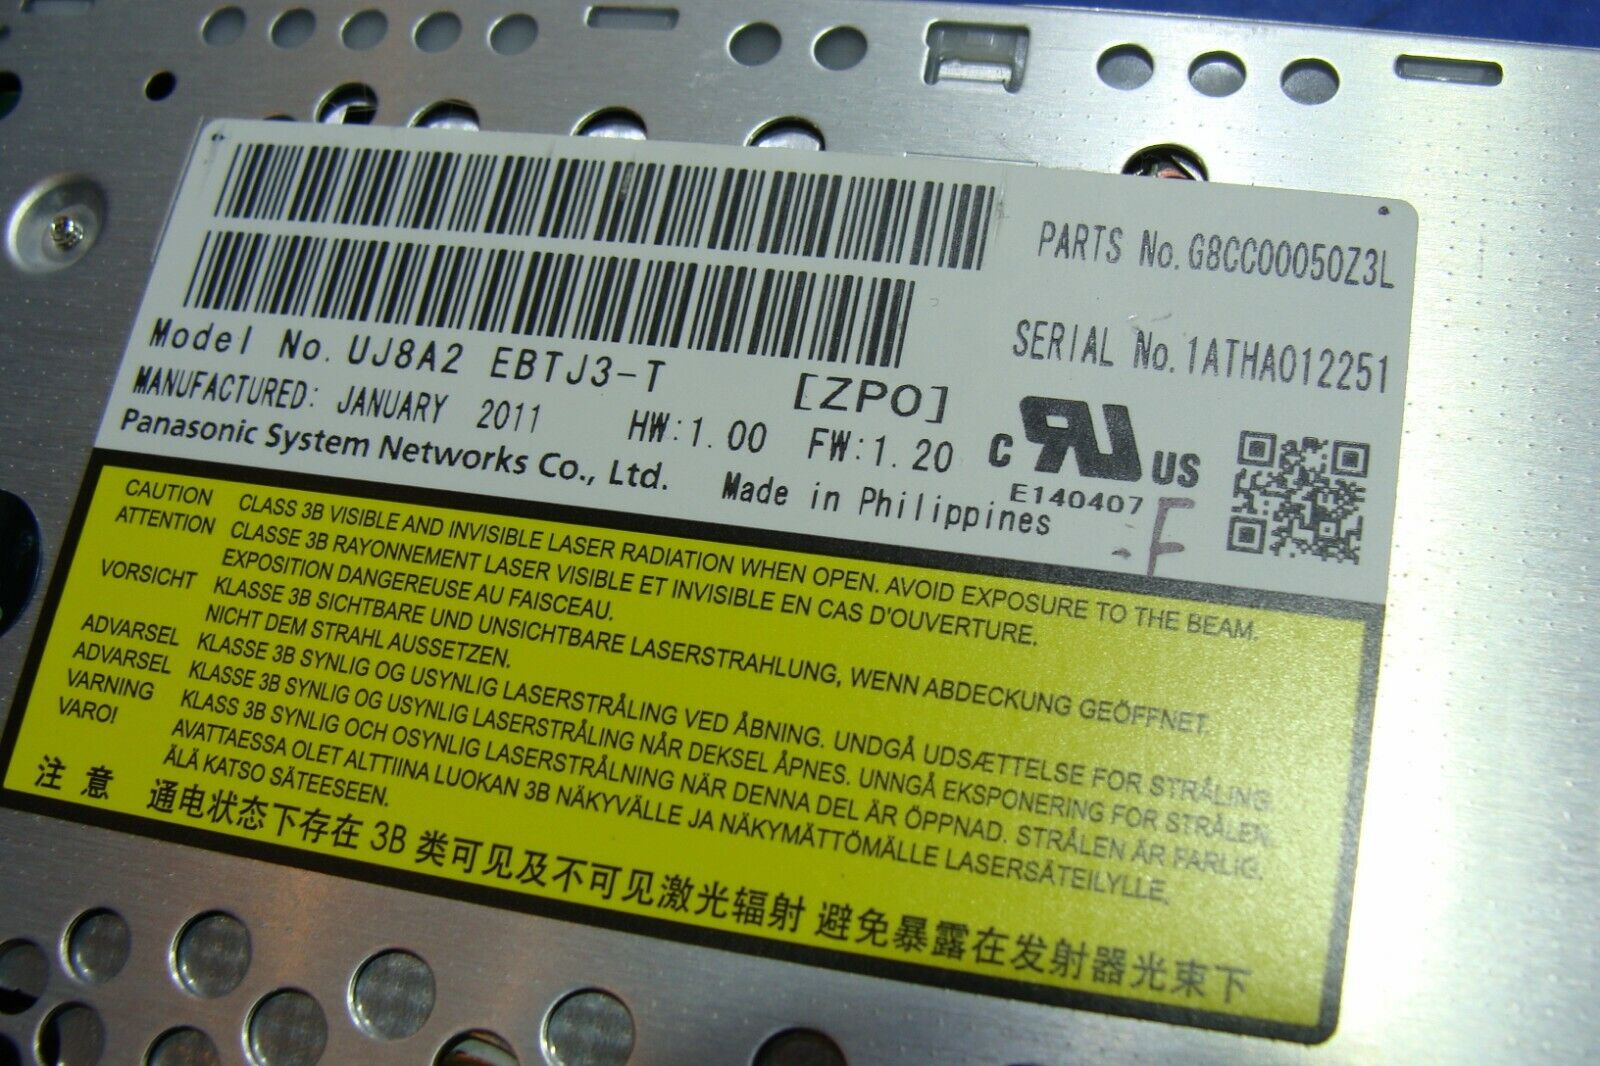 PARTS No. G8CC00050Z3L
SERIAL No. 1ATHA012251
Model No. UJ8A2 EBTJ3-T [ZPO]
MANUFACTURED: JANUARY 2011 HW:1.00 FW:1.20
Panasonic System Networks Co., Ltd. Made in Philippines
C RU US
E140407
-F
CAUTION CLASS 3B VISIBLE AND INVISIBLE LASER RADIATION WHEN OPEN. AVOID EXPOSURE TO THE BEAM.
ATTENTION CLASSE 3B RAYONNEMENT LASER VISIBLE ET INVISIBLE EN CAS D'OUVERTURE.
EXPOSITION DANGEREUSE AU FAISCEAU.
VORSICHT KLASSE 3B SICHTBARE UND UNSICHTBARE LASERSTRAHLUNG, WENN ABDECKUNG GEÖFFNET.
NICHT DEM STRAHL AUSSETZEN.
ADVARSEL KLASSE 3B SYNLIG OG USYNLIG LASERSTRÅLING VED ÅBNING. UNDGÅ UDSÆTTELSE FOR STRÅLING.
ADVARSEL KLASSE 3B SYNLIG OG USYNLIG LASERSTRÅLING NÅR DEKSEL ÅPNES. UNNGÅ EKSPONERING FOR STRÅLEN.
VARNING KLASS 3B SYNLIG OCH OSYNLIG LASERSTRÅLNING NÄR DENNA DEL ÄR ÖPPNAD. STRÅLEN ÄR FARLIG.
VARO! AVATTAESSA OLET ALTTIINA LUOKAN 3B NÄKYVÄLLE JA NÄKYMÄTTÖMÄLLE LASERSÄTEILYLLE.
ÄLÄ KATSO SÄTEESEEN.
注意 通电状态下存在 3B 类可见及不可见激光辐射 避免暴露在发射器光束下